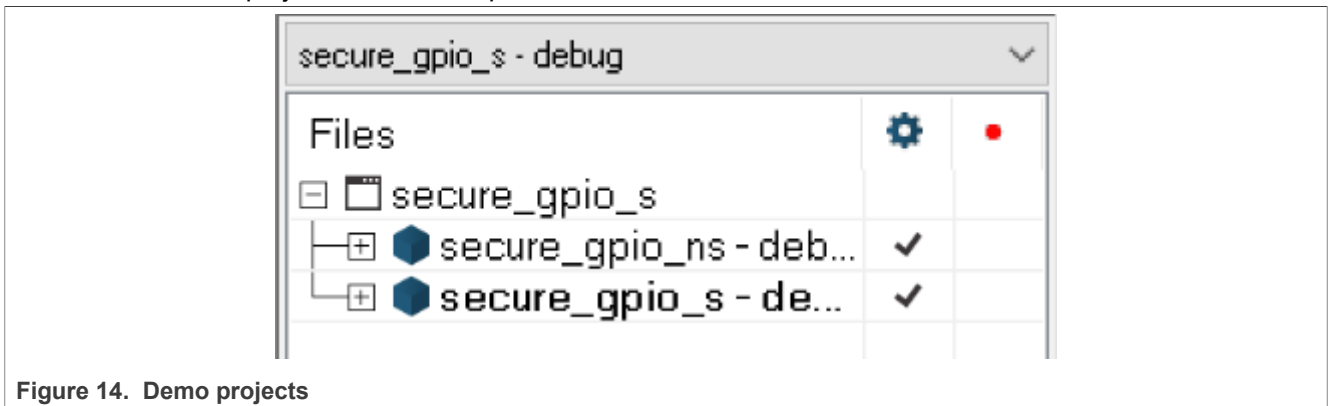 secure_gpio_s - debug
Files
secure_gpio_s
secure_gpio_ns - deb...
secure_gpio_s - de...
Figure 14. Demo projects